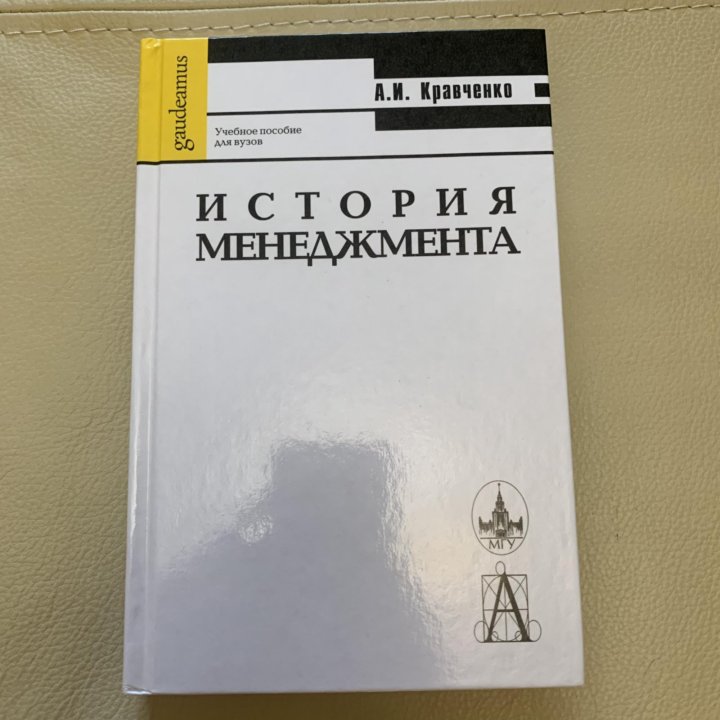 gaudeamus
А.И. Кравченко
Учебное пособие
для вузов
ИСТОРИЯ
МЕНЕДЖМЕНТА
МГУ
А